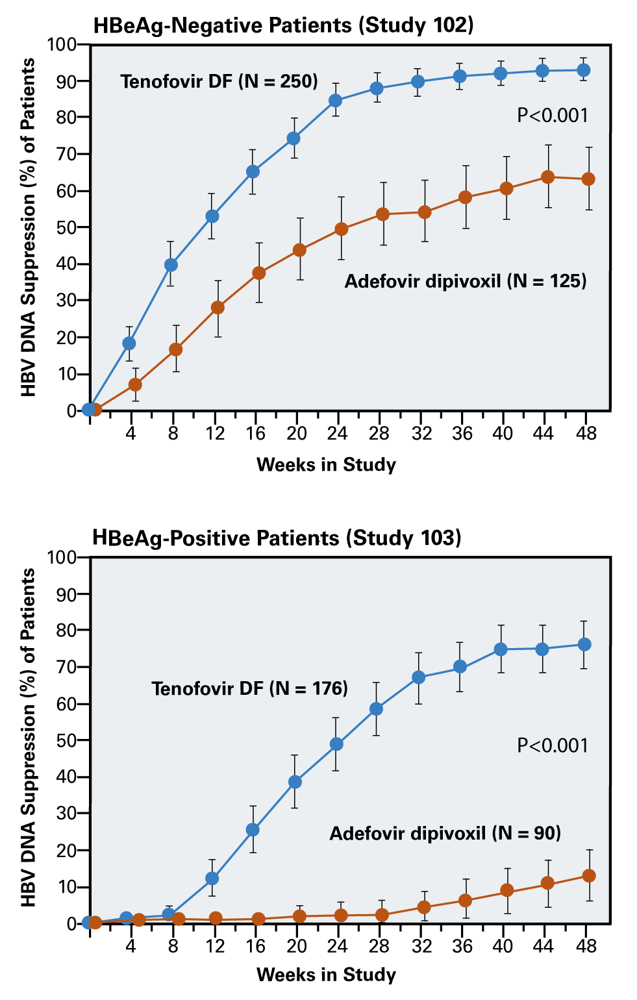 HBeAg-Negative Patients (Study 102)
HBV DNA Suppression (%) of Patients
100
90
80
70
60
50
40
30
20
10
0
Tenofovir DF (N = 250)
P<0.001
Adefovir dipivoxil (N = 125)
4 8 12 16 20 24 28 32 36 40 44 48
Weeks in Study
HBeAg-Positive Patients (Study 103)
HBV DNA Suppression (%) of Patients
100
90
80
70
60
50
40
30
20
10
0
Tenofovir DF (N = 176)
P<0.001
Adefovir dipivoxil (N = 90)
4 8 12 16 20 24 28 32 36 40 44 48
Weeks in Study